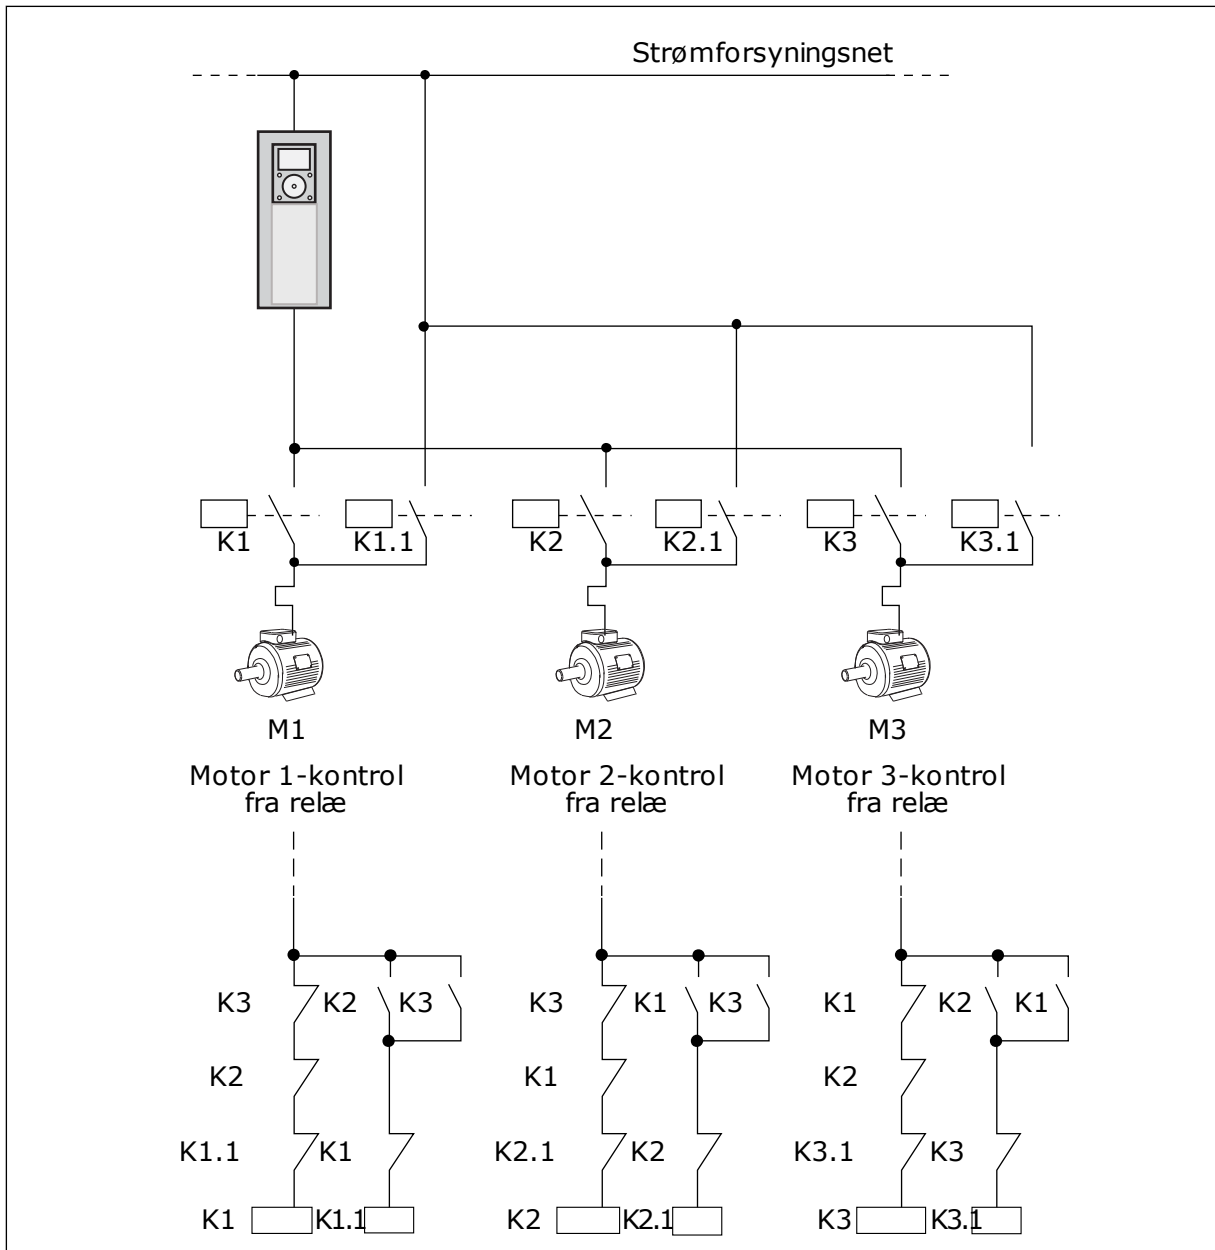 Strømforsyningsnet
K1
K1.1
K2
K2.1
K3
K3.1
M1
M2
M3
Motor 1-kontrol
fra relæ
Motor 2-kontrol
fra relæ
Motor 3-kontrol
fra relæ
K3
K2
K3
K3
K1
K3
K1
K2
K1
K2
K1
K2
K1.1
K1
K2.1
K2
K3.1
K3
K1
K1.1
K2
K2.1
K3
K3.1